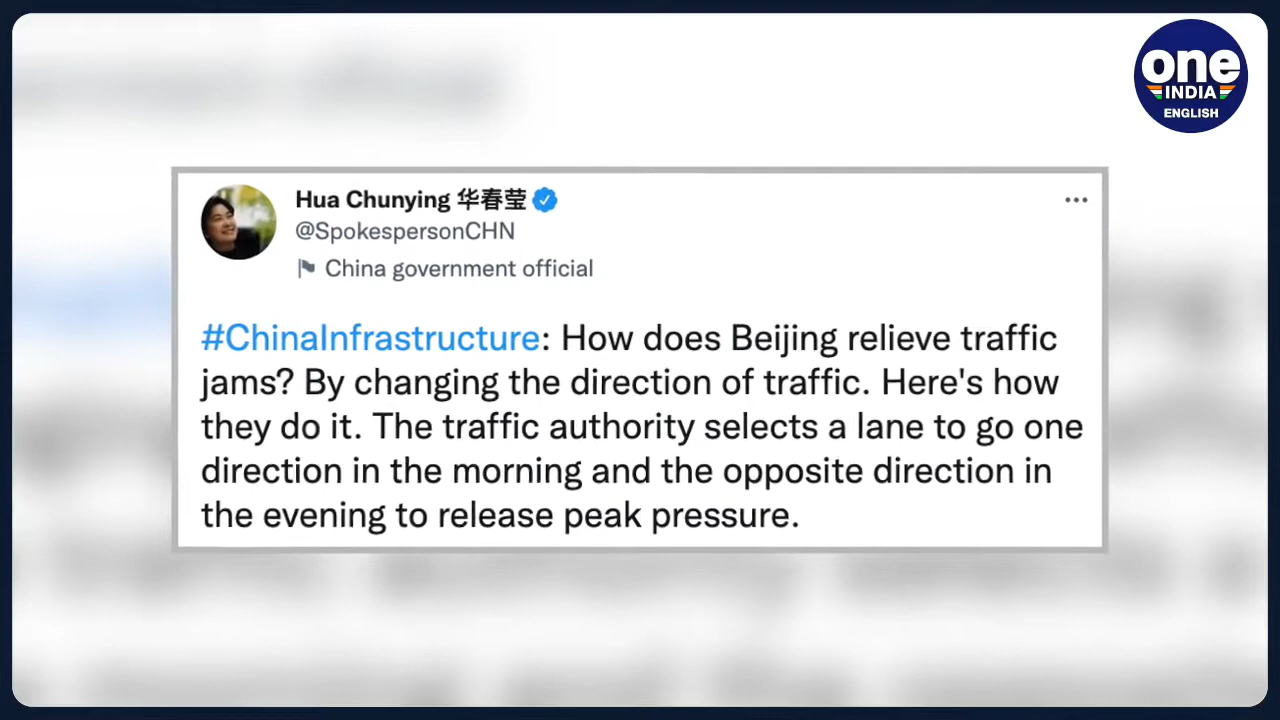 one
INDIA
ENGLISH
Hua Chunying 华春莹
@SpokespersonCHN
China government official
#ChinaInfrastructure: How does Beijing relieve traffic
jams? By changing the direction of traffic. Here's how
they do it. The traffic authority selects a lane to go one
direction in the morning and the opposite direction in
the evening to release peak pressure.